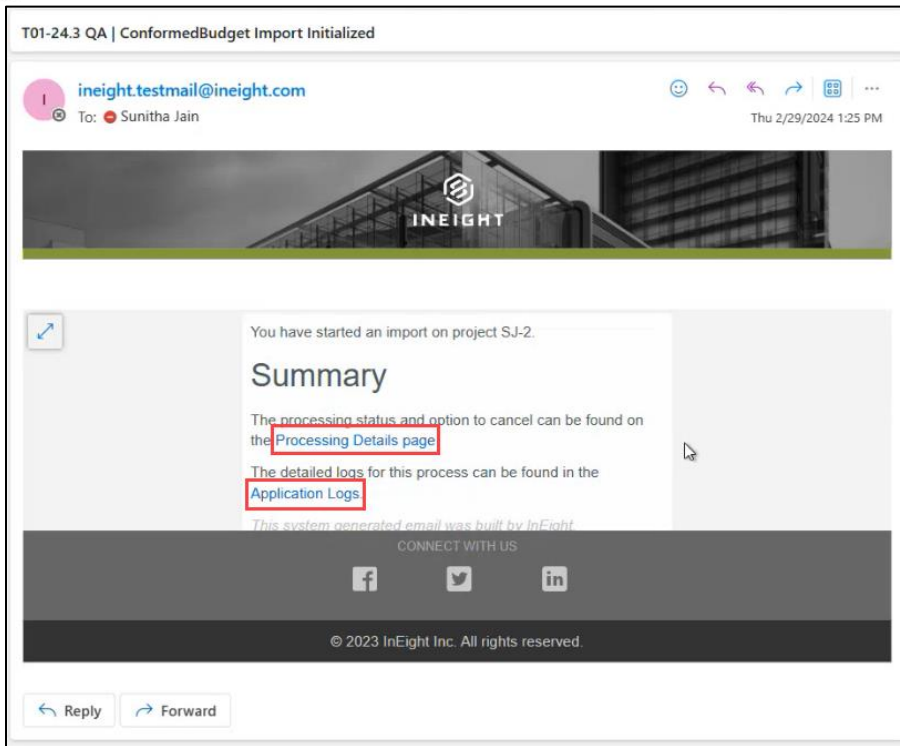 T01-24.3 QA | ConformedBudget Import Initialized
I
ineight.testmail@ineight.com
To: Sunitha Jain
Thu 2/29/2024 1:25 PM
INEIGHT
You have started an import on project SJ-2.
Summary
The processing status and option to cancel can be found on
the Processing Details page
The detailed logs for this process can be found in the
Application Logs.
This system generated email was built by InEight.
CONNECT WITH US
© 2023 InEight Inc. All rights reserved.
Reply
Forward